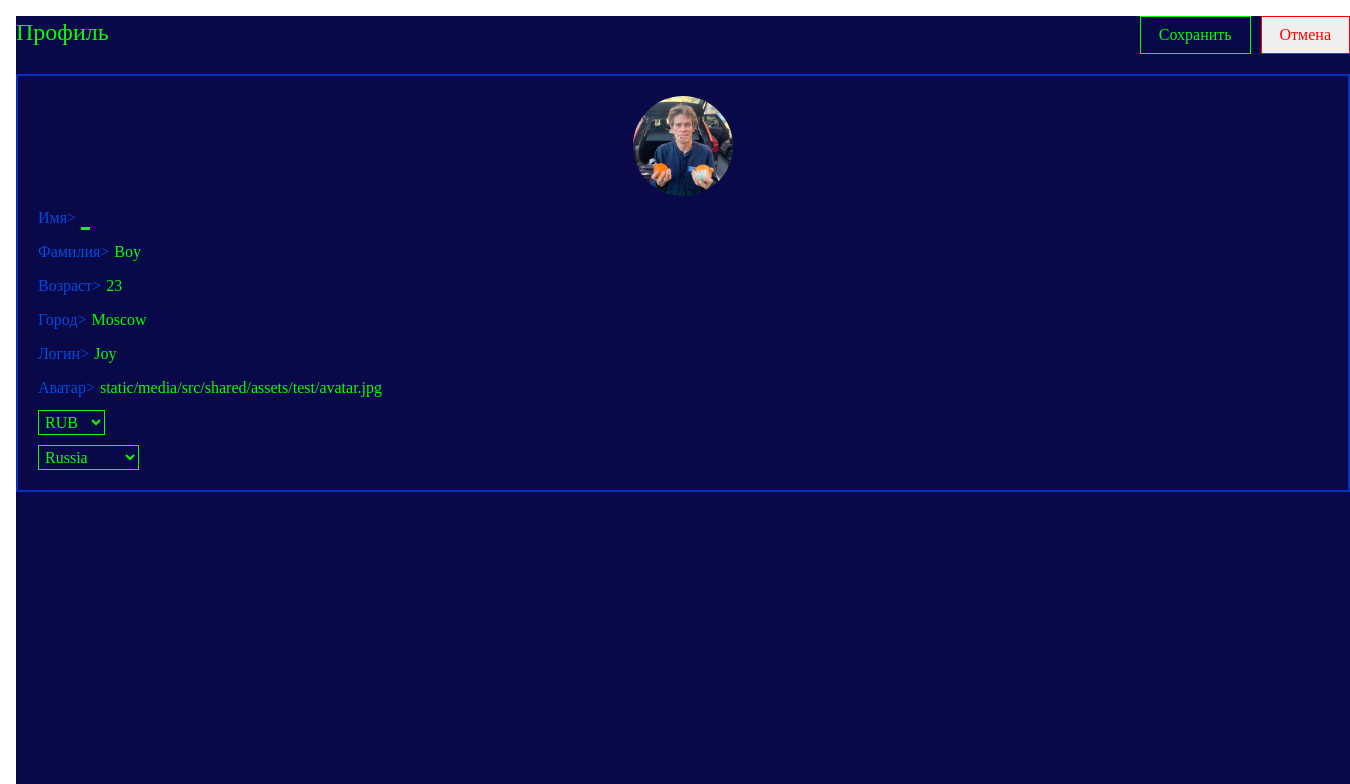 Профиль
Сохранить
Отмена
Имя>
Фамилия> Boy
Возраст> 23
Город> Moscow
Логин> Joy
Аватар> static/media/src/shared/assets/test/avatar.jpg
RUB
Russia